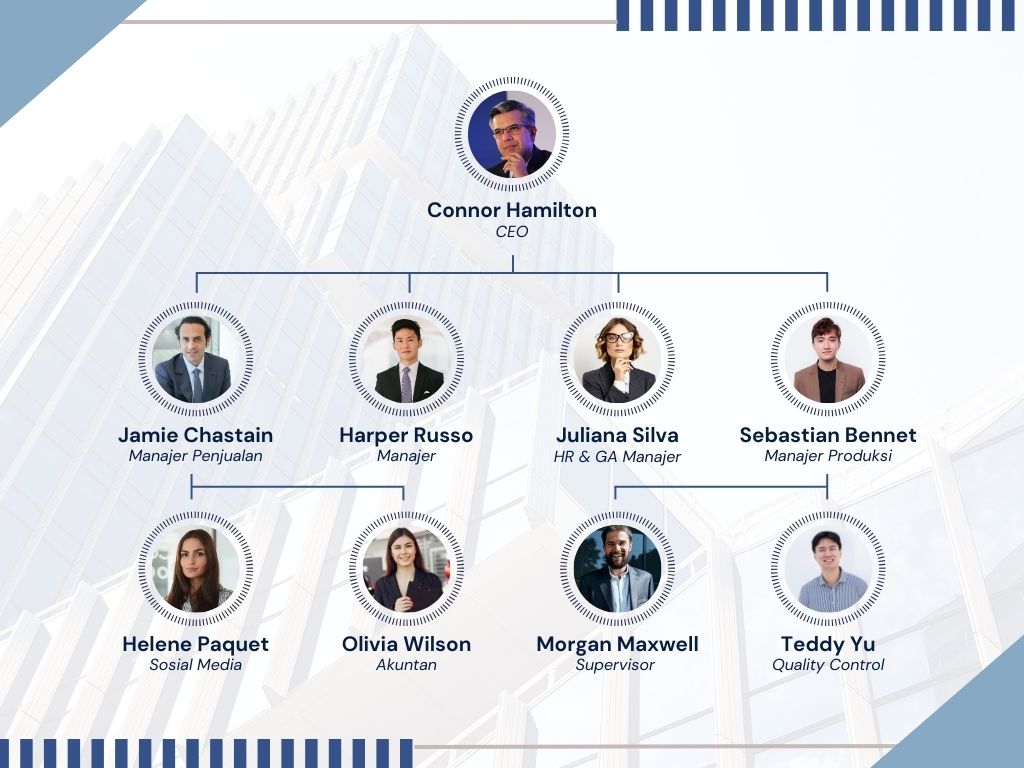 Connor Hamilton
CEO
Jamie Chastain
Manajer Penjualan
Harper Russo
Manajer
Juliana Silva
HR & GA Manajer
Sebastian Bennet
Manajer Produksi
Helene Paquet
Sosial Media
Olivia Wilson
Akuntan
Morgan Maxwell
Supervisor
Teddy Yu
Quality Control